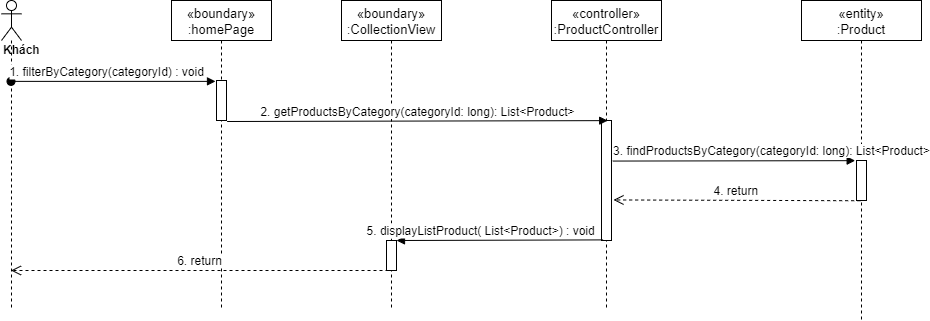 «boundary»
:homePage
«boundary»
:CollectionView
«controller»
:ProductController
«entity»
:Product
Khách
1. filterByCategory(categoryId) : void
2. getProductsByCategory(categoryId: long): List<Product>
3. findProductsByCategory(categoryId: long): List<Product>
4. return
5. displayListProduct( List<Product>) : void
6. return